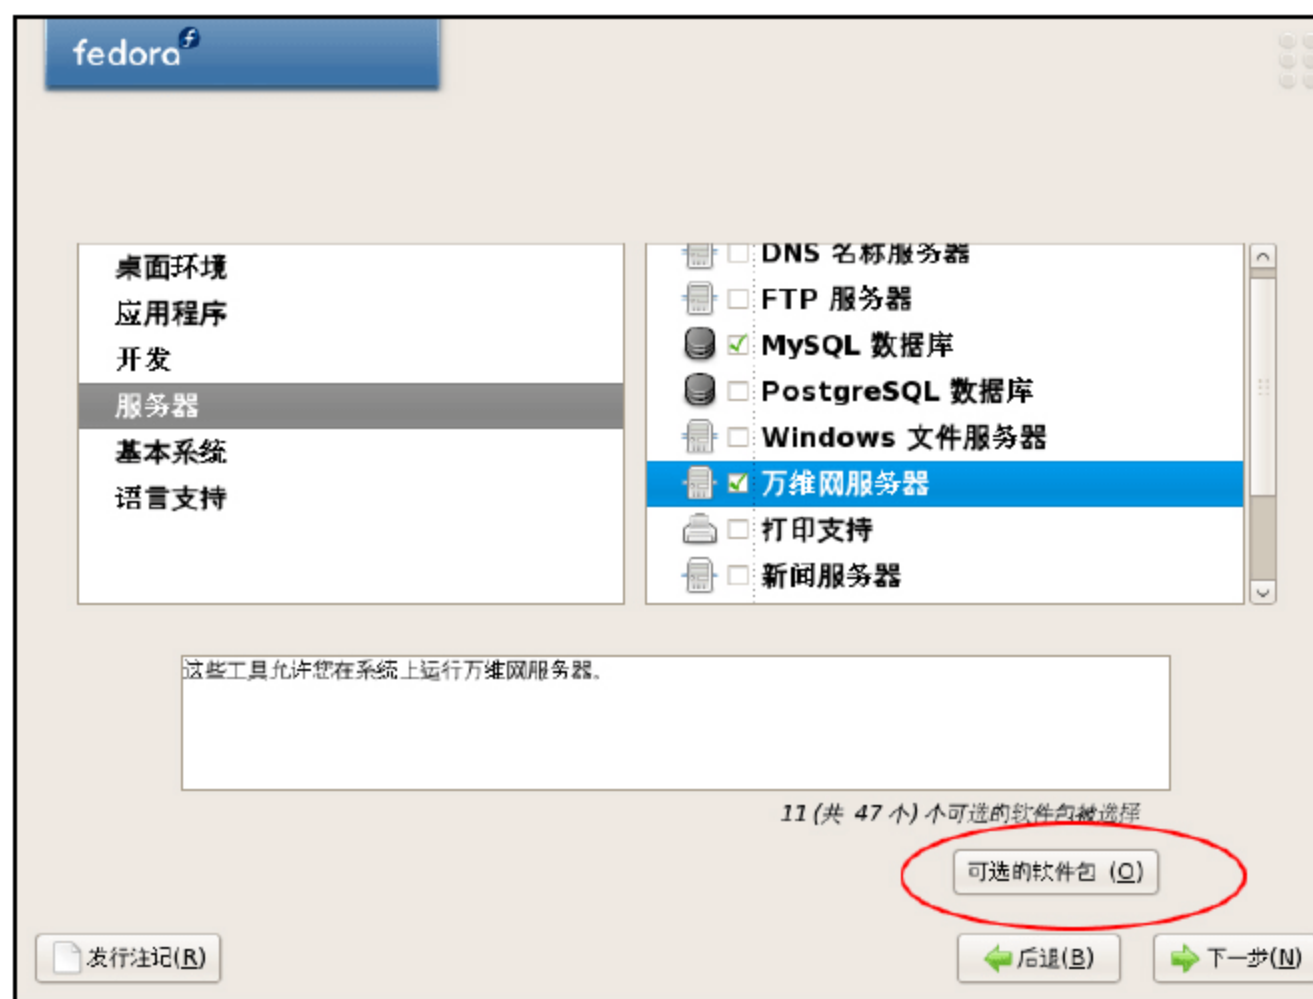 fedora
桌面环境
应用程序
开发
服务器
基本系统
语言支持
DNS 名称服务器
FTP 服务器
MySQL 数据库
PostgreSQL 数据库
Windows 文件服务器
万维网服务器
打印支持
新闻服务器
这些工具允许您在系统上运行万维网服务器。
11 (共 47 个) 个可选的软件包被选择
可选的软件包 (O)
发行注记(R)
后退(B)
下一步(N)